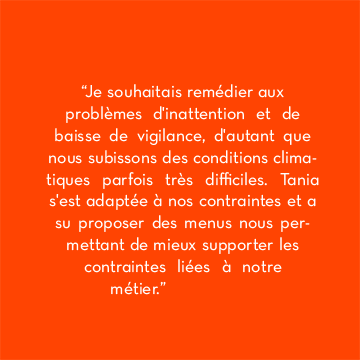 “Je souhaitais remédier aux
problèmes d'inattention et de
baisse de vigilance, d'autant que
nous subissons des conditions clima-
tiques parfois très difficiles. Tania
s'est adaptée à nos contraintes et a
su proposer des menus nous per-
mettant de mieux supporter les
contraintes liées à notre
métier.”